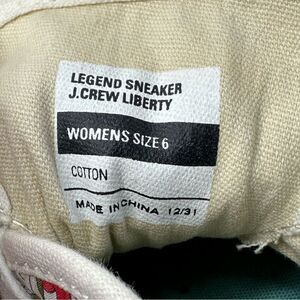 LEGEND SNEAKER
J.CREW LIBERTY
WOMENS SIZE 6
COTTON
MADE IN CHINA 12/31